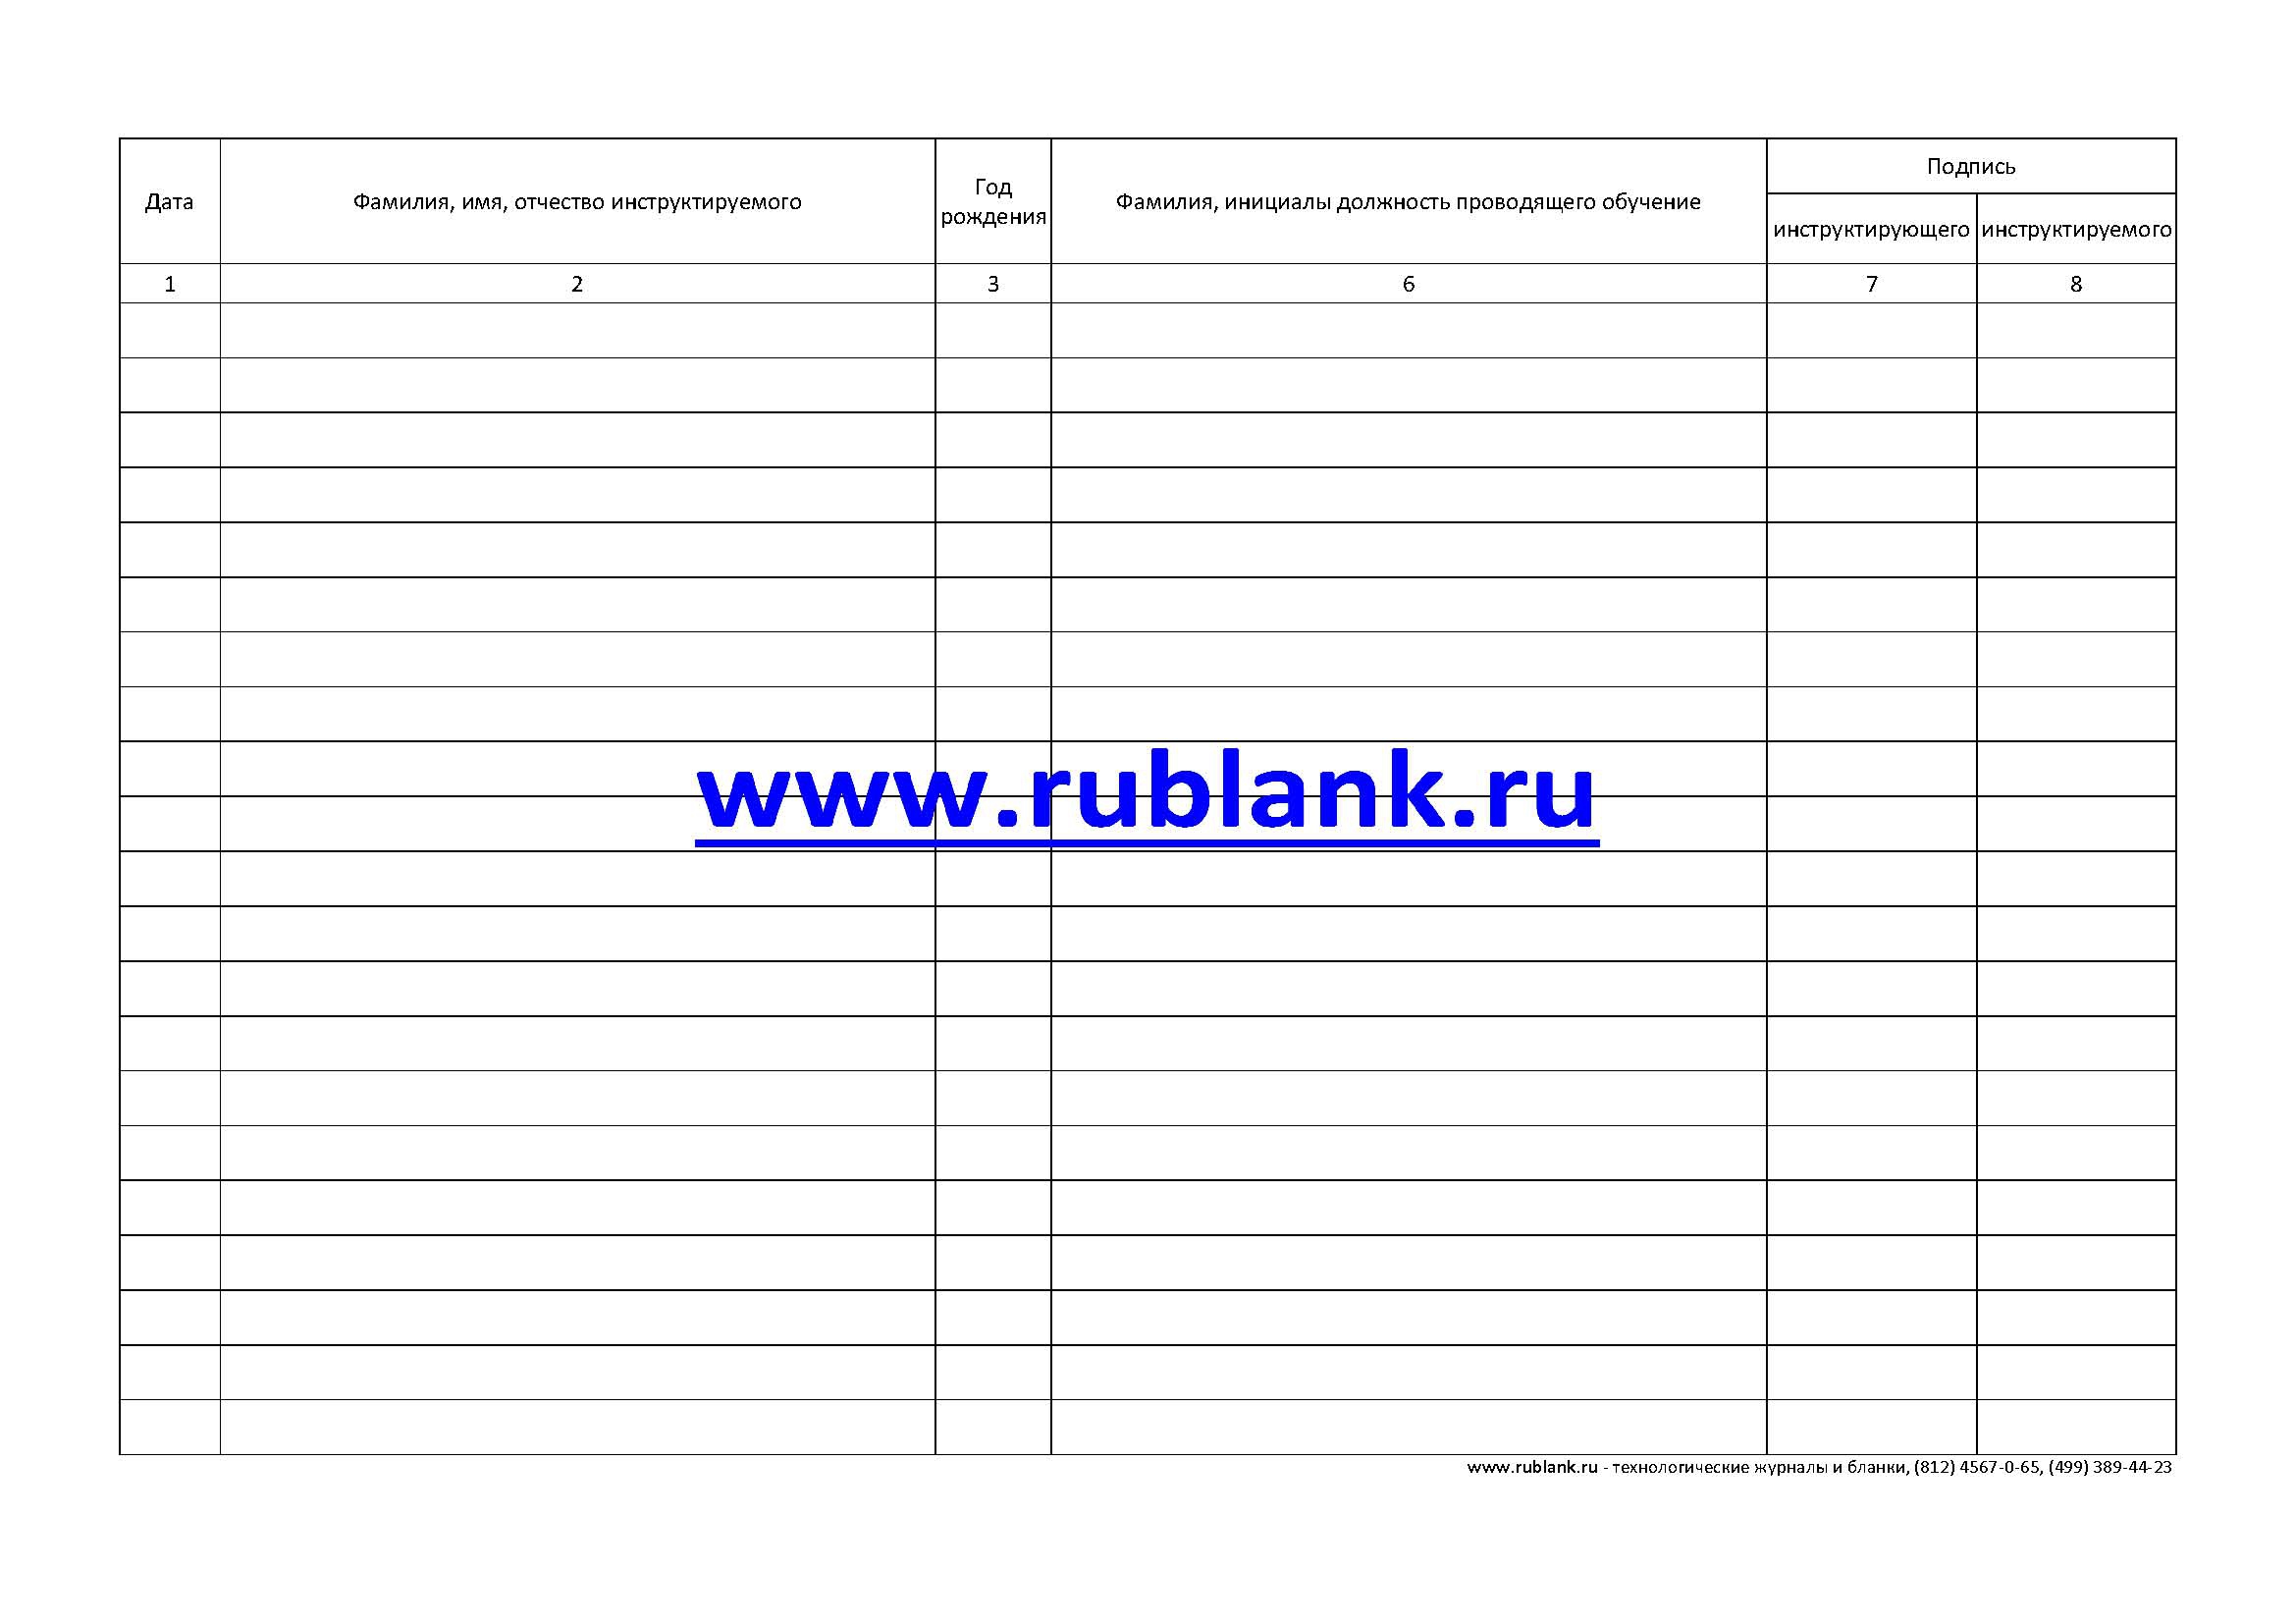 Дата
Фамилия, имя, отчество инструктируемого
Год
рождения
Фамилия, инициалы должность проводящего обучение
Подпись
инструктирующего
инструктируемого
1
2
3
6
7
8
www.rublank.ru
www.rublank.ru - технологические журналы и бланки, (812) 4567-0-65, (499) 389-44-23